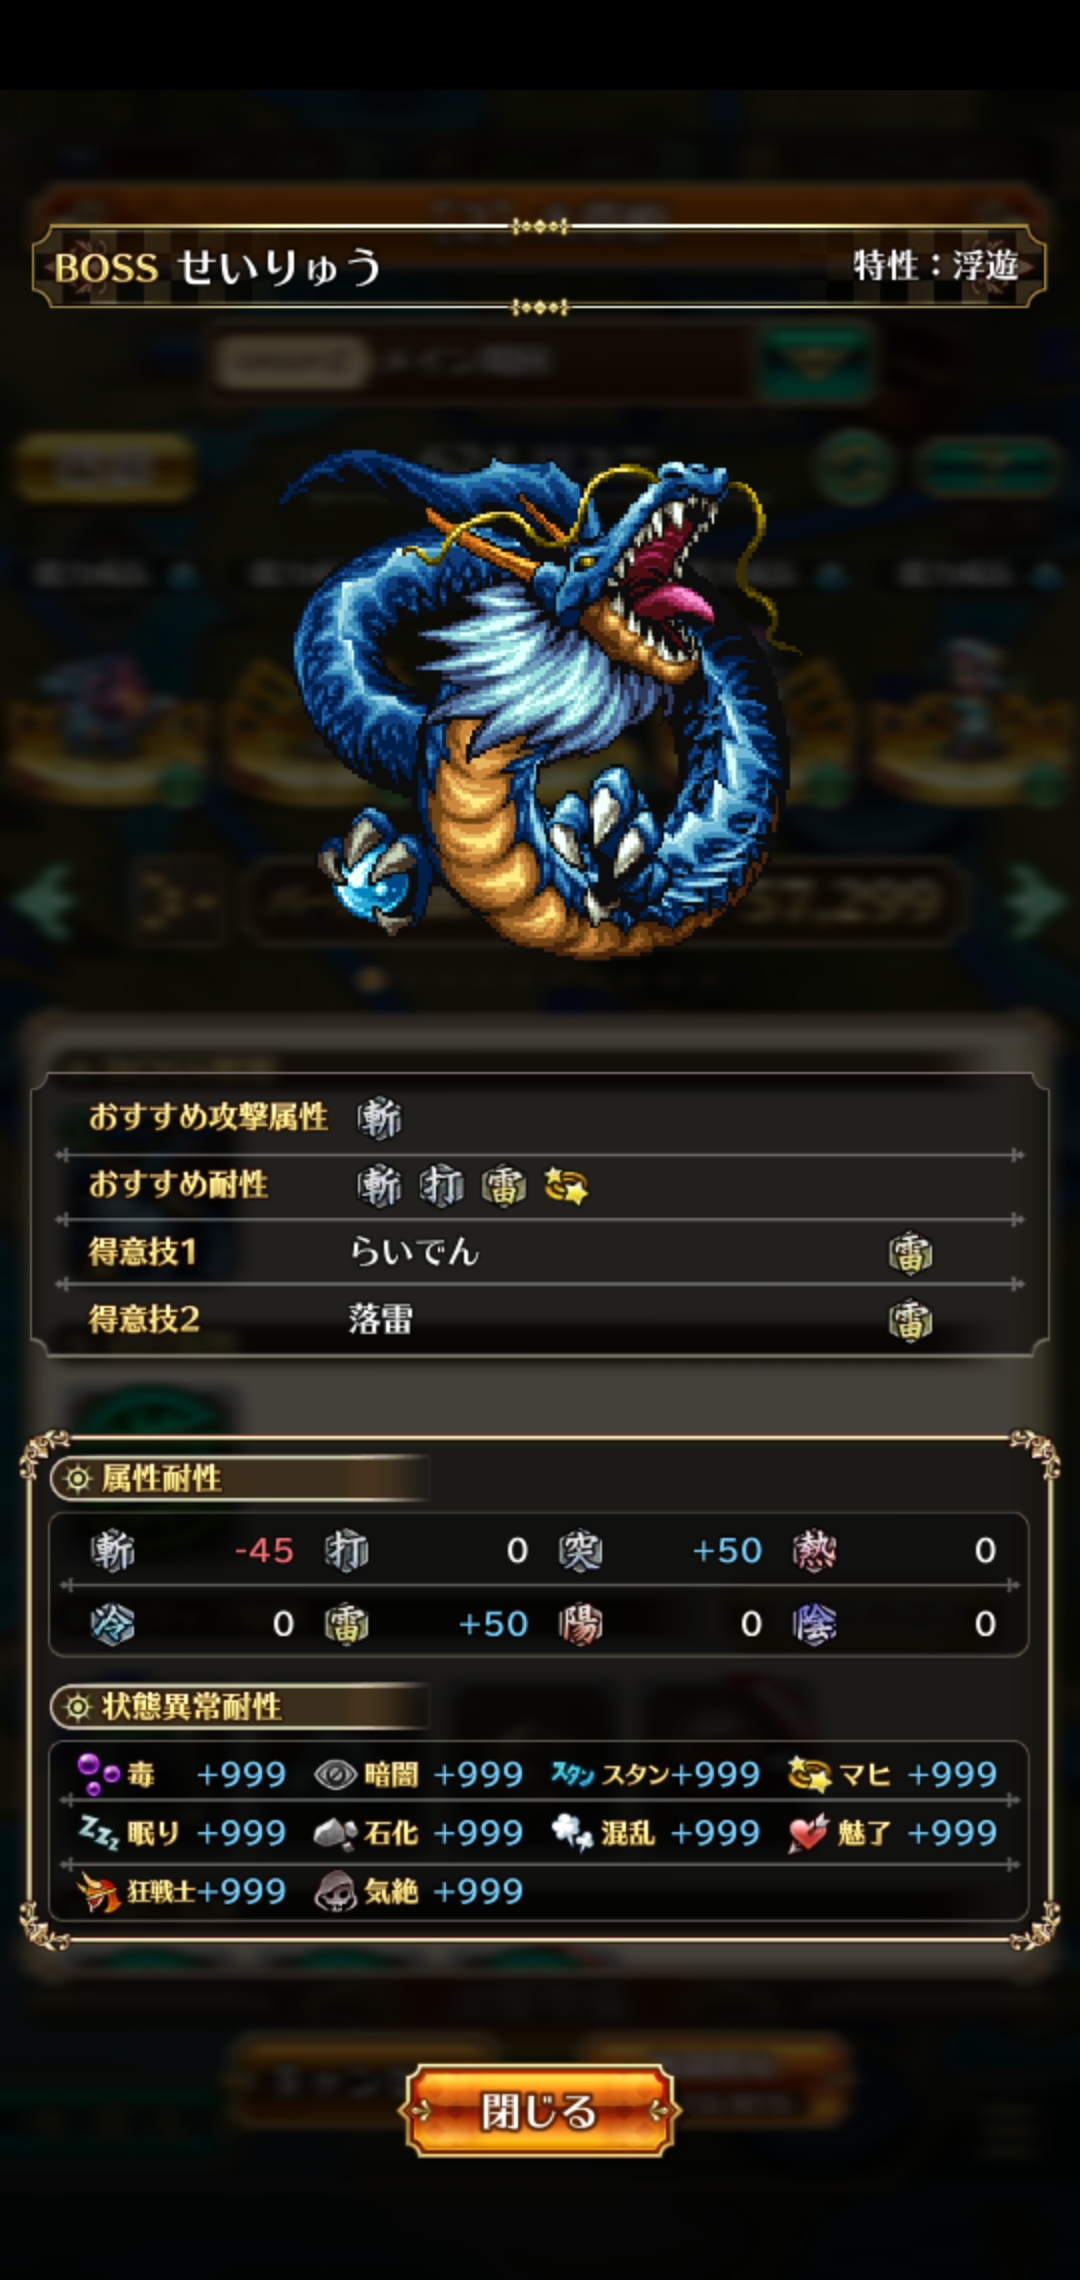 BOSS せいりゅう 特性：浮遊
おすすめ攻撃属性 斬
おすすめ耐性 斬 打 雷
得意技1 らいでん 雷
得意技2 落雷 雷
属性耐性
斬 -45 打 0 突 +50 熱 0
冷 0 雷 +50 陽 0 陰 0
状態異常耐性
毒 +999 暗闇 +999 スタン スタン+999 マヒ +999
Zzz 眠り +999 石化 +999 混乱 +999 魅了 +999
狂戦士+999 気絶 +999
閉じる